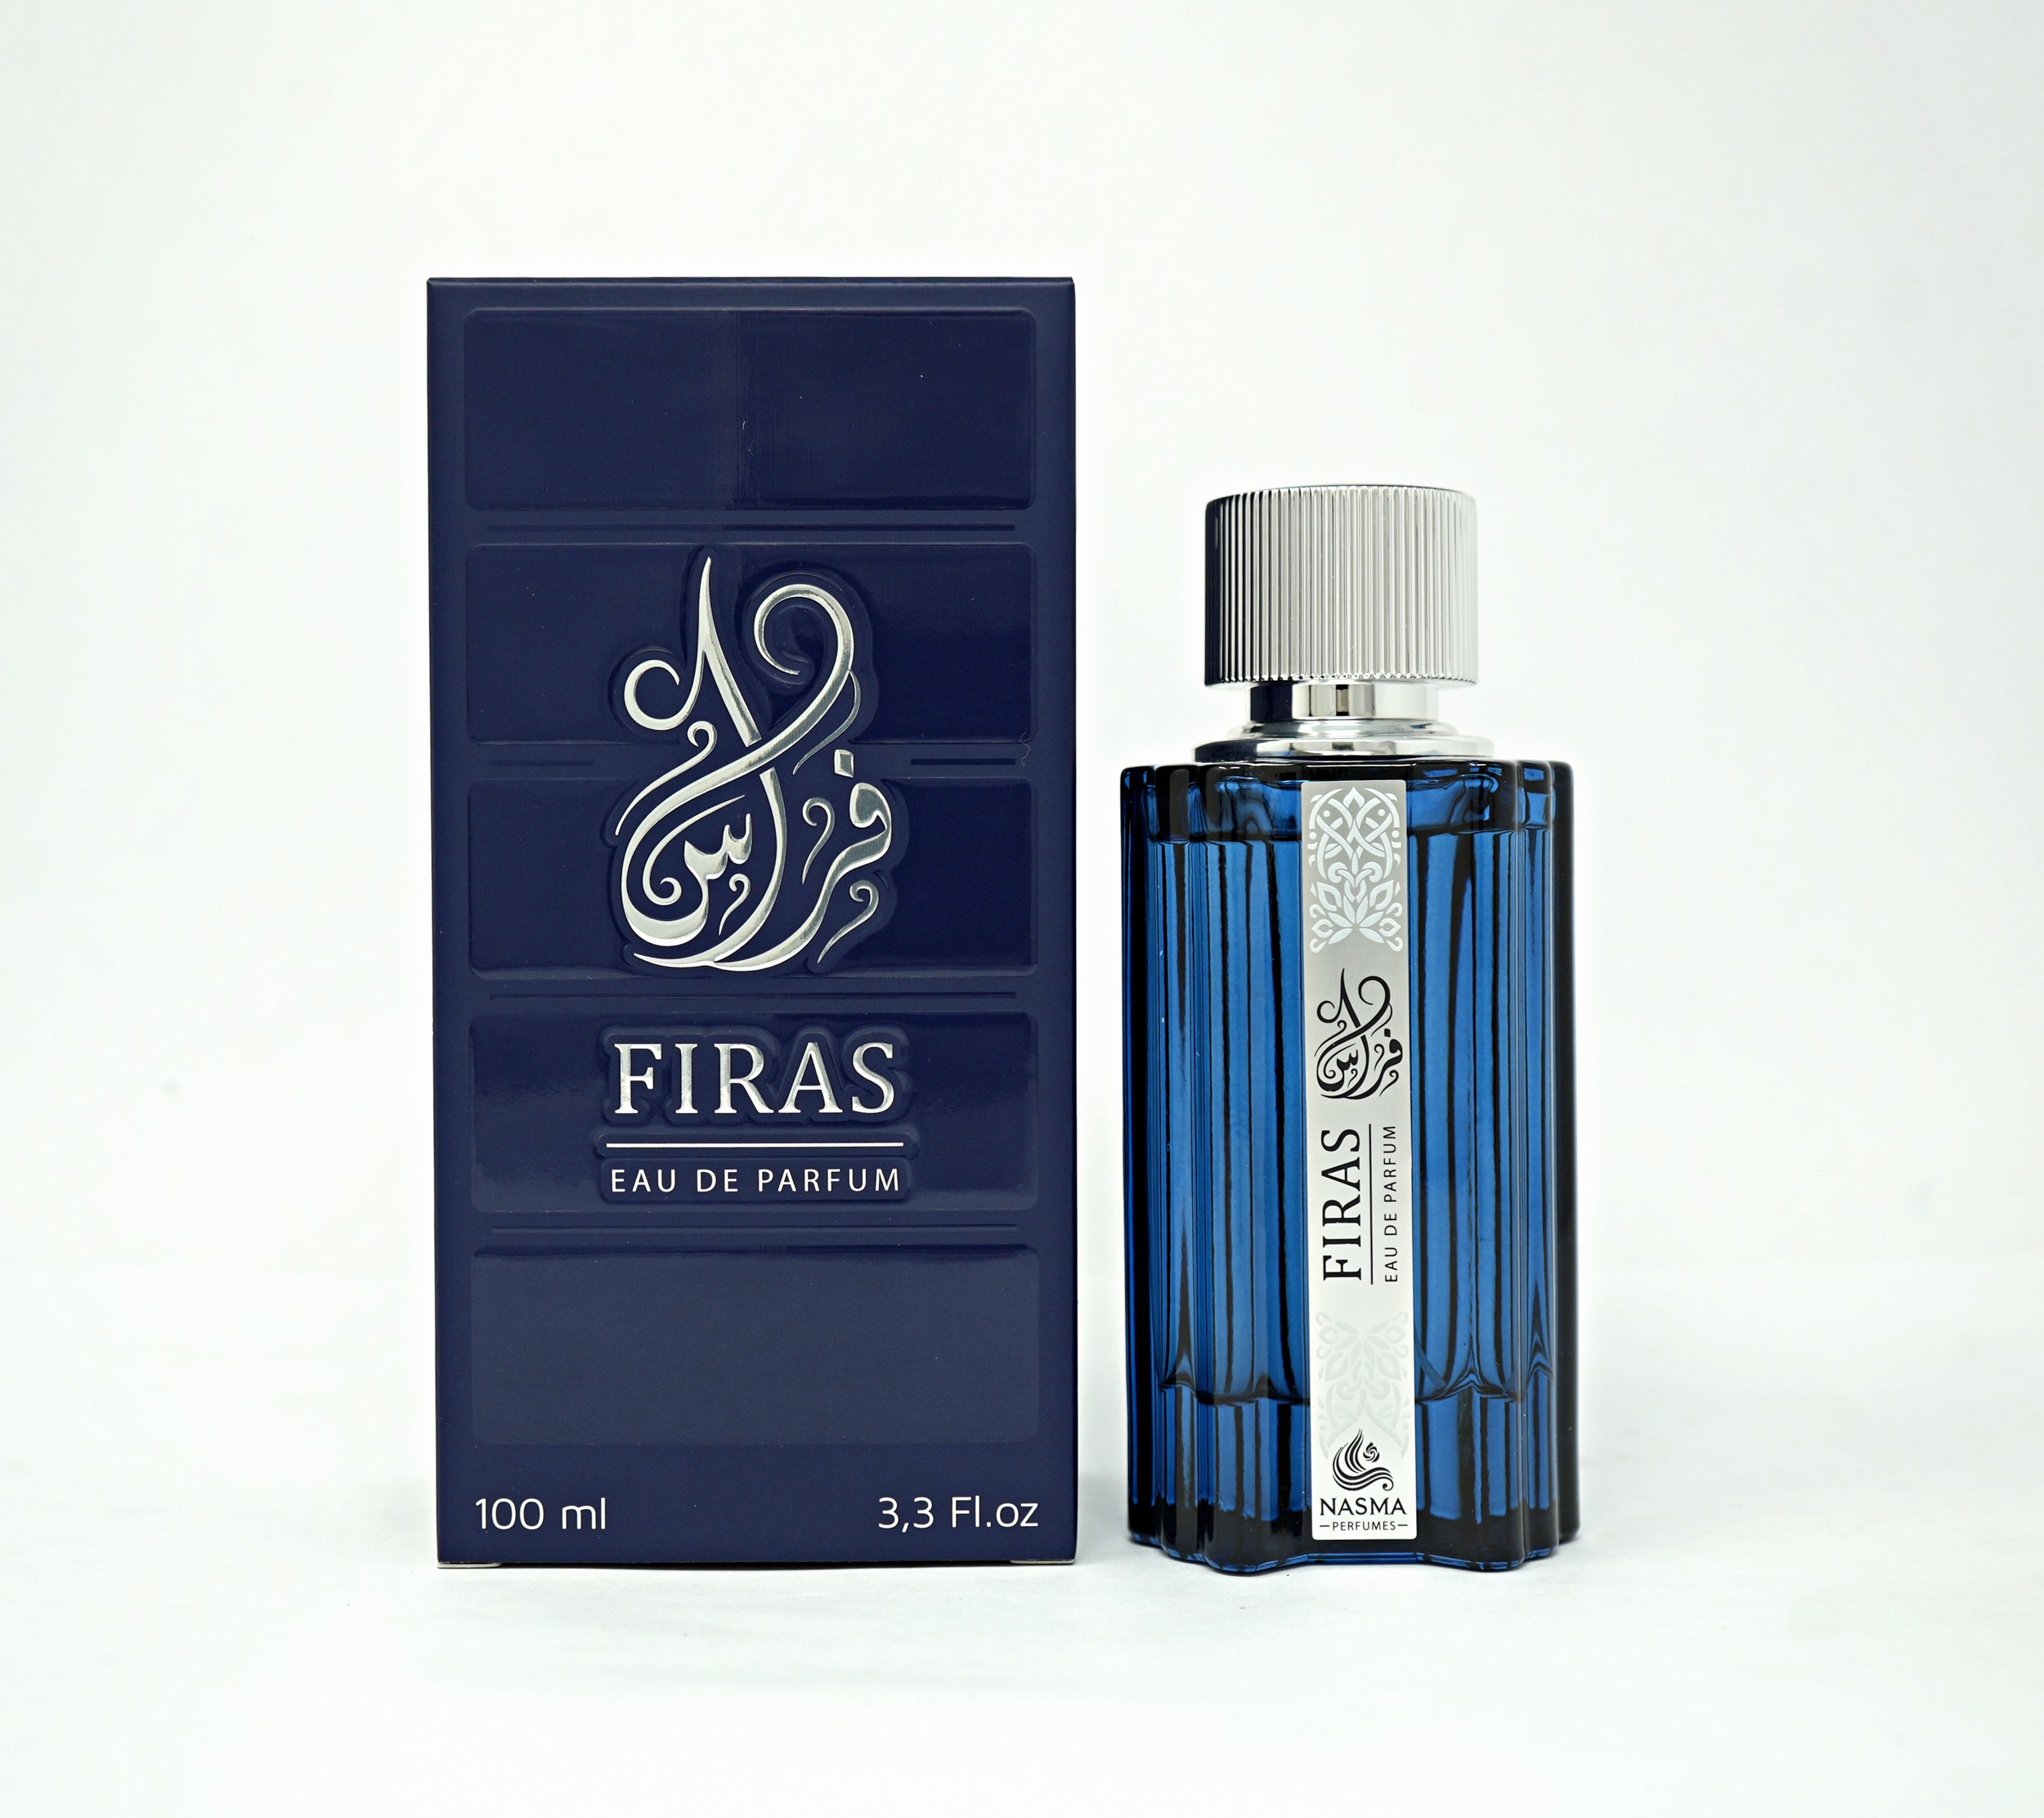 فراس
FIRAS
EAU DE PARFUM
100 ml
3,3 Fl.oz
فراس
FIRAS
EAU DE PARFUM
NASMA
PERFUMES